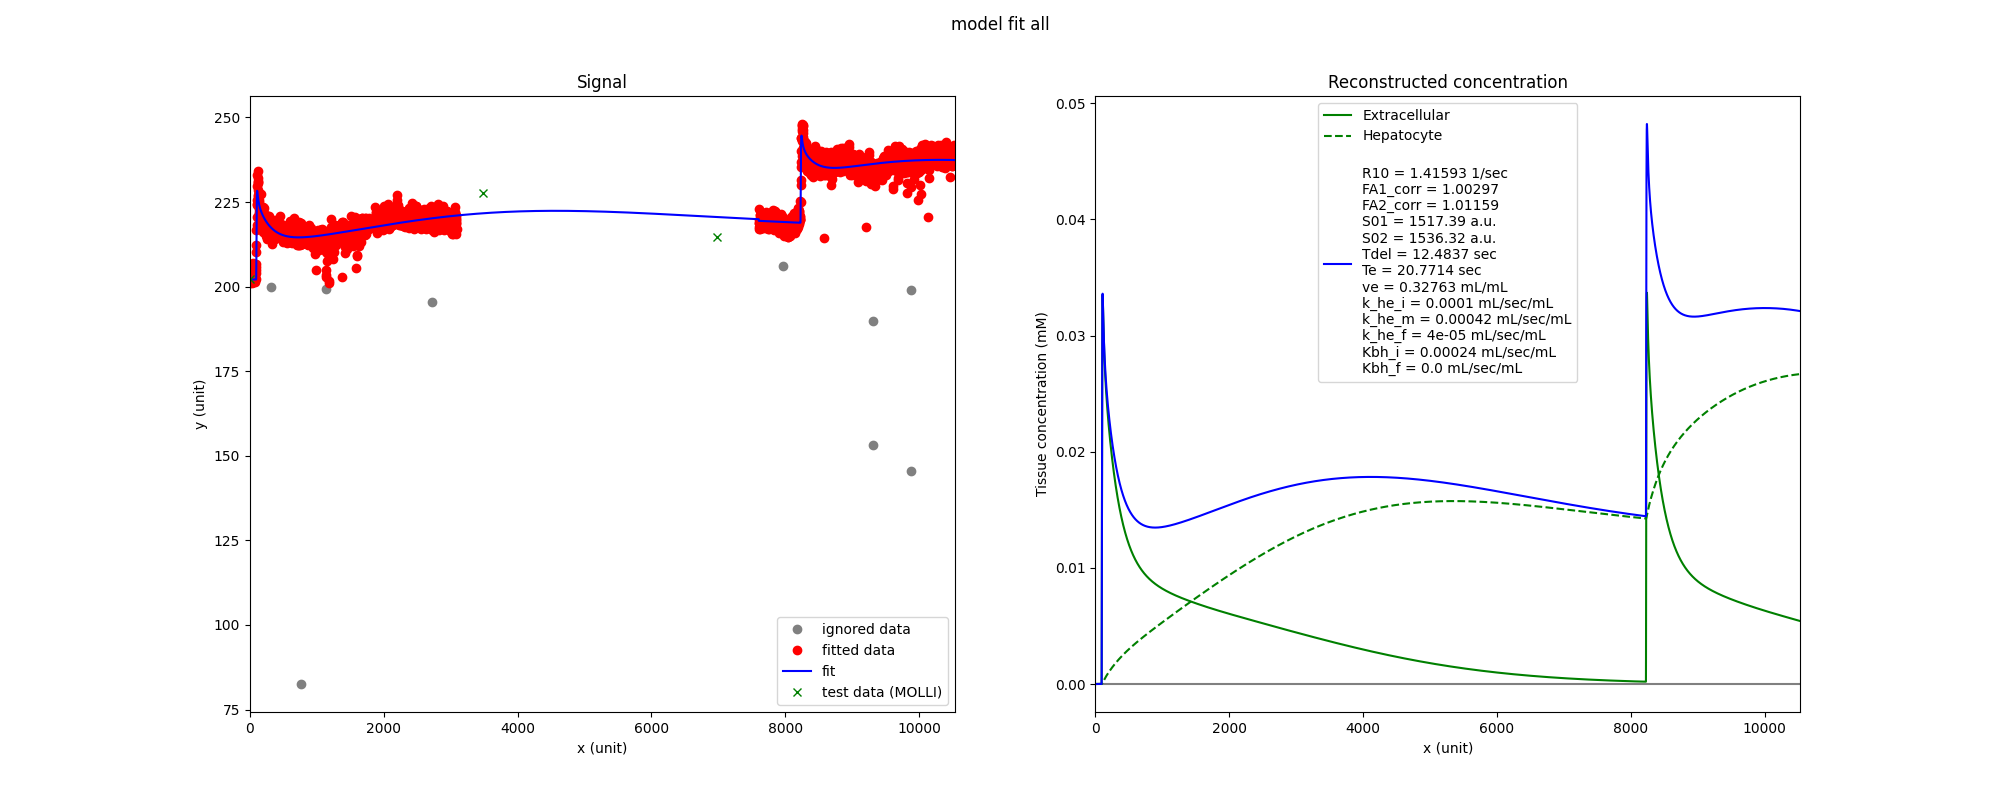 model fit all
Signal
y (unit)
250
225
200
175
150
125
100
75
0
2000
4000
6000
8000
10000
x (unit)
ignored data
fitted data
fit
test data (MOLLI)
Reconstructed concentration
Tissue concentration (mM)
0.05
0.04
0.03
0.02
0.01
0.00
0
2000
4000
6000
8000
10000
x (unit)
Extracellular
Hepatocyte
R10 = 1.41593 1/sec
FA1_corr = 1.00297
FA2_corr = 1.01159
S01 = 1517.39 a.u.
S02 = 1536.32 a.u.
Tdel = 12.4837 sec
Te = 20.7714 sec
ve = 0.32763 mL/mL
k_he_i = 0.0001 mL/sec/mL
k_he_m = 0.00042 mL/sec/mL
k_he_f = 4e-05 mL/sec/mL
Kbh_i = 0.00024 mL/sec/mL
Kbh_f = 0.0 mL/sec/mL